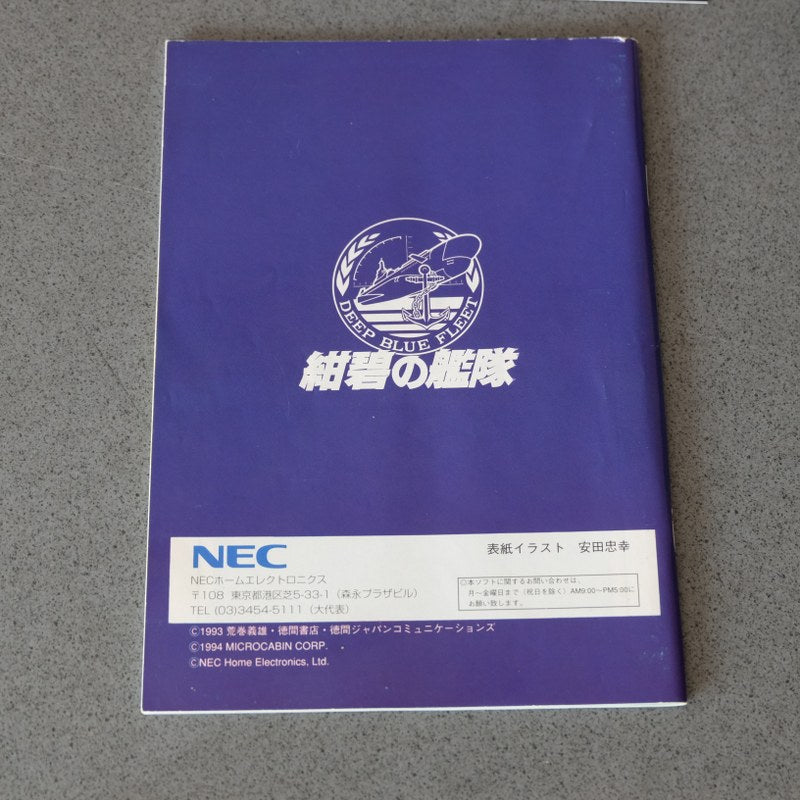 DEEP BLUE FLEET
紺碧の艦隊
NEC
表紙イラスト 安田忠幸
NECホームエレクトロニクス
〒108 東京都港区芝5-33-1（森永プラザビル）
TEL (03)3454-5111（大代表）
◎本ソフトに関するお問い合わせは、
月〜金曜日まで（祝日を除く）AM9:00〜PM5:00に
お願い致します。
©1993 荒巻義雄・徳間書店・徳間ジャパンコミュニケーションズ
©1994 MICROCABIN CORP.
©NEC Home Electronics, Ltd.